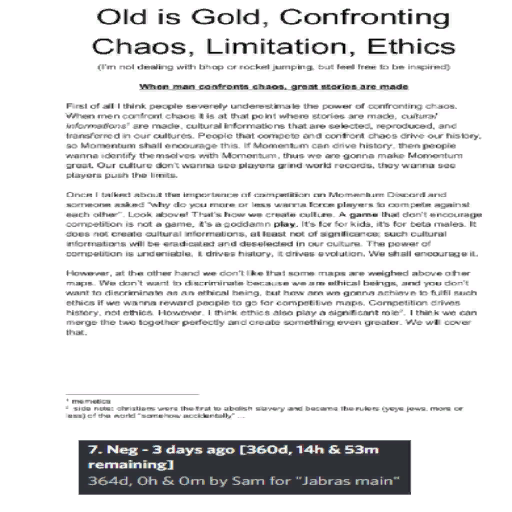 Old is Gold, Confronting
Chaos, Limitation, Ethics
(I'm not dealing with bhop or rocket jumping, but feel free to be inspired)
When man confronts chaos, great stories are made
First of all I think people severely underestimate the power of confronting chaos.
When men confront chaos it is at that point where stories are made, cultural
informations¹ are made, cultural informations that are selected, reproduced, and
transferred in our cultures. People that compete and confront chaos drive our history,
so Momentum shall encourage this. If Momentum can drive history, then people
wanna identify themselves with Momentum, thus we are gonna make Momentum
great. Our culture don't wanna see players grind world records, they wanna see
players push the limits.
Once I talked about the importance of competition on Momentum Discord and
someone asked "why do you more or less wanna force players to compete against
each other". Look above! That's how we create culture. A game that don't encourage
competition is not a game, it's a goddamn play. It's for for kids, it's for beta males. It
does not create cultural informations, at least not of significance; such cultural
informations will be eradicated and deselected in our culture. The power of
competition is undeniable, it drives history, it drives evolution. We shall encourage it.
However, at the other hand we don't like that some maps are weighed above other
maps. We don't want to discriminate because we are ethical beings, and you don't
want to discriminate as an ethical being, but how are we gonna achieve to fulfil such
ethics if we wanna reward people to go for competitive maps. Competition drives
history, not ethics. However, I think ethics also play a significant role². I think we can
merge the two together perfectly and create something even greater. We will cover
that.
¹ memetics
² side note: christians were the first to abolish slavery and became the rulers (yeye jews, more or
less) of the world "somehow accidentally" ...
7. Neg - 3 days ago [360d, 14h & 53m
remaining]
364d, 0h & 0m by Sam for "Jabras main"